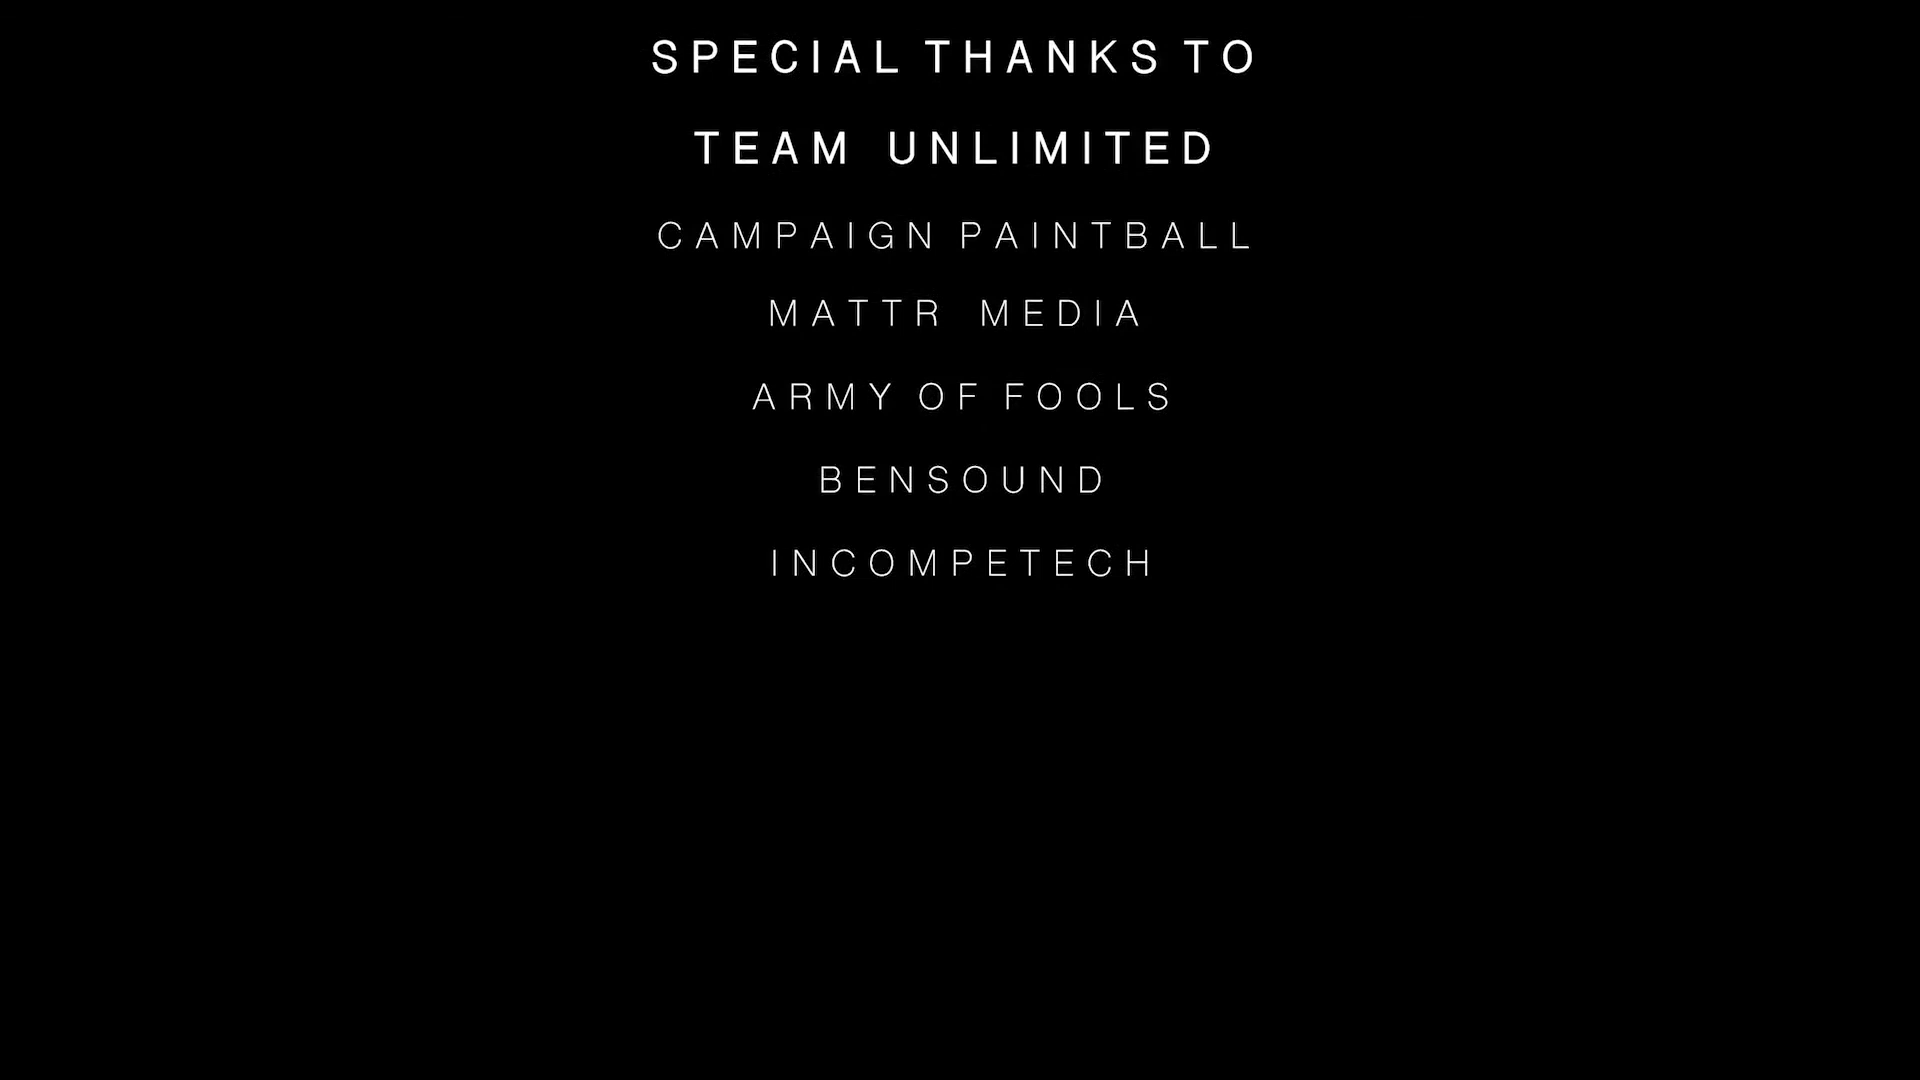 SPECIAL THANKS TO
TEAM UNLIMITED
CAMPAIGN PAINTBALL
MATTR MEDIA
ARMY OF FOOLS
BENSOUND
INCOMPETECH